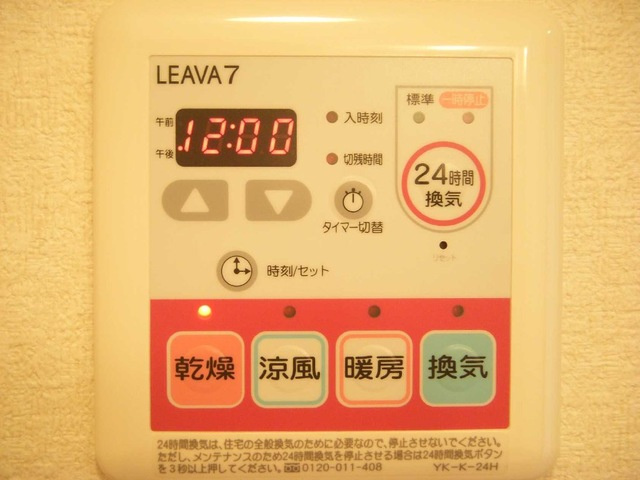 LEAVA7
午前
午後
.12:00
入時刻
切残時間
タイマー切替
標準 一時停止
24時間
換気
リセット
時刻/セット
乾燥 涼風 暖房 換気
24時間換気は、住宅の全般換気のために必要なので、停止させないでください。
ただし、メンテナンスのため24時間換気を停止させる場合は24時間換気ボタン
を3秒以上押してください。 0120-011-408 YK-K-24H